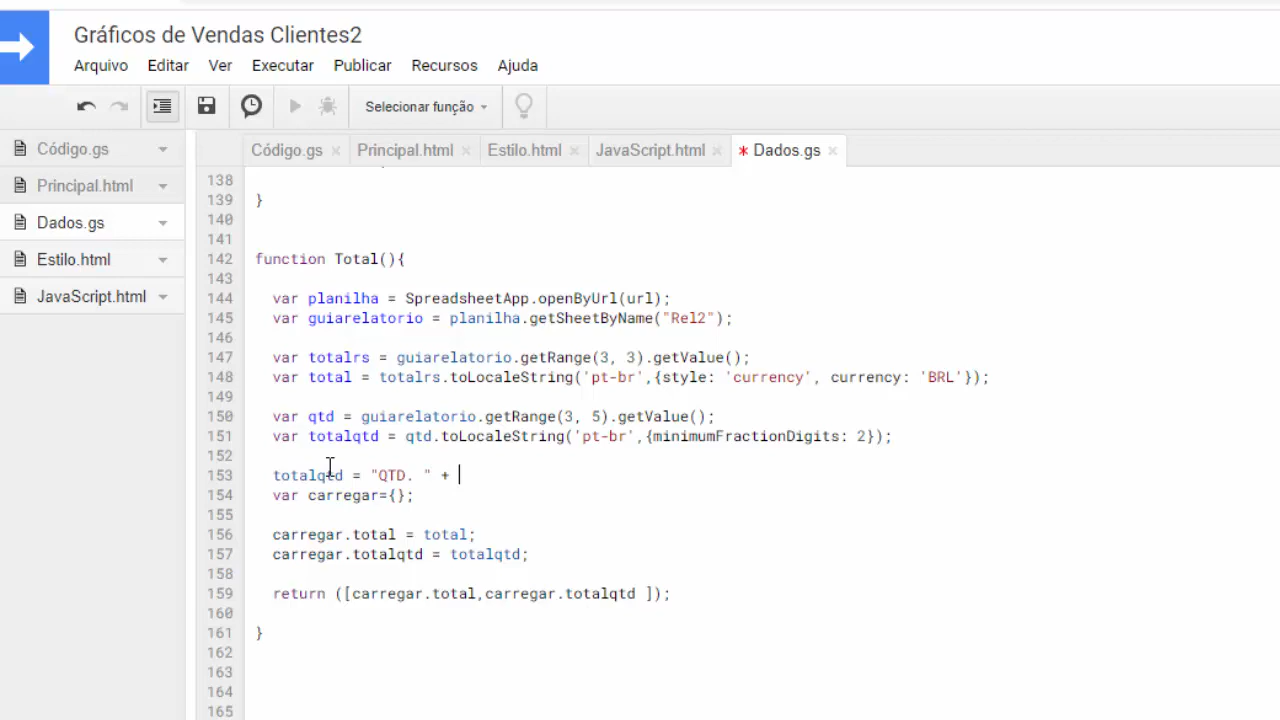 Gráficos de Vendas Clientes2
Arquivo Editar Ver Executar Publicar Recursos Ajuda
Selecionar função
Código.gs
Principal.html
Dados.gs
Estilo.html
JavaScript.html
Código.gs × Principal.html × Estilo.html × JavaScript.html × * Dados.gs ×
138
139 }
140
141
142 function Total(){
143
144 var planilha = SpreadsheetApp.openByUrl(url);
145 var guiarelatorio = planilha.getSheetByName("Rel2");
146
147 var totalrs = guiarelatorio.getRange(3, 3).getValue();
148 var total = totalrs.toLocaleString('pt-br',{style: 'currency', currency: 'BRL'});
149
150 var qtd = guiarelatorio.getRange(3, 5).getValue();
151 var totalqtd = qtd.toLocaleString('pt-br',{minimumFractionDigits: 2});
152
153 totalqtd = "QTD. " +
154 var carregar={};
155
156 carregar.total = total;
157 carregar.totalqtd = totalqtd;
158
159 return ([carregar.total,carregar.totalqtd ]);
160
161 }
162
163
164
165